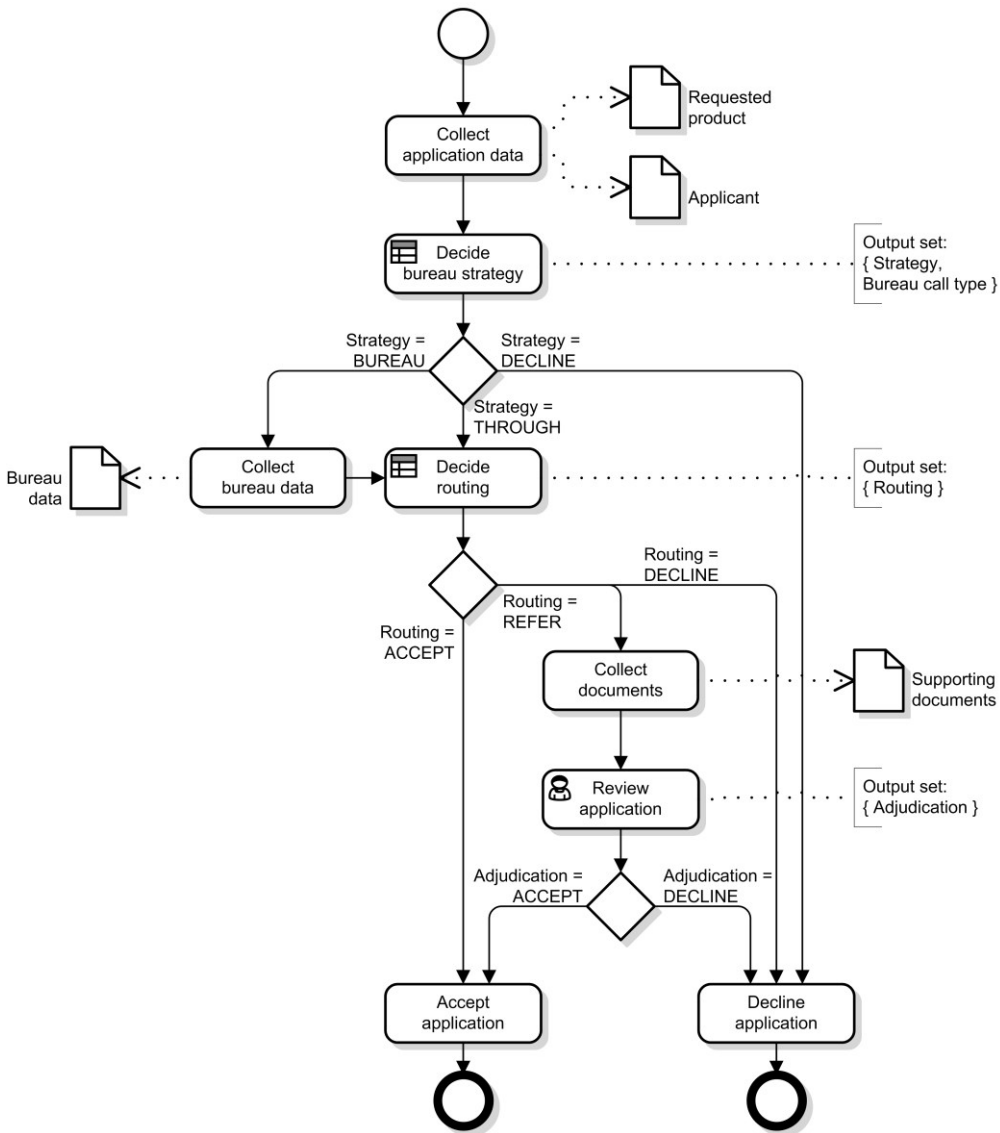 Requested
product
Collect
application data
Applicant
Decide
bureau strategy
Output set:
{ Strategy,
Bureau call type }
Strategy =
BUREAU
Strategy =
DECLINE
Strategy =
THROUGH
Bureau
data
Collect
bureau data
Decide
routing
Output set:
{ Routing }
Routing =
DECLINE
Routing =
REFER
Routing =
ACCEPT
Collect
documents
Supporting
documents
Review
application
Output set:
{ Adjudication }
Adjudication =
ACCEPT
Adjudication =
DECLINE
Accept
application
Decline
application